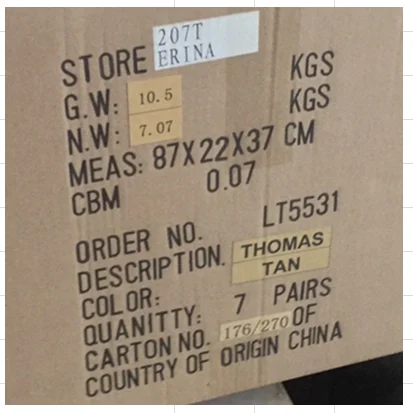 207T
STORE ERINA
G.W: 10.5 KGS
N.W: 7.07 KGS
MEAS: 87X22X37 CM
CBM 0.07
ORDER NO. LT5531
DESCRIPTION. THOMAS
COLOR: TAN
QUANITTY: 7 PAIRS
CARTON NO. 176/270 OF
COUNTRY OF ORIGIN CHINA